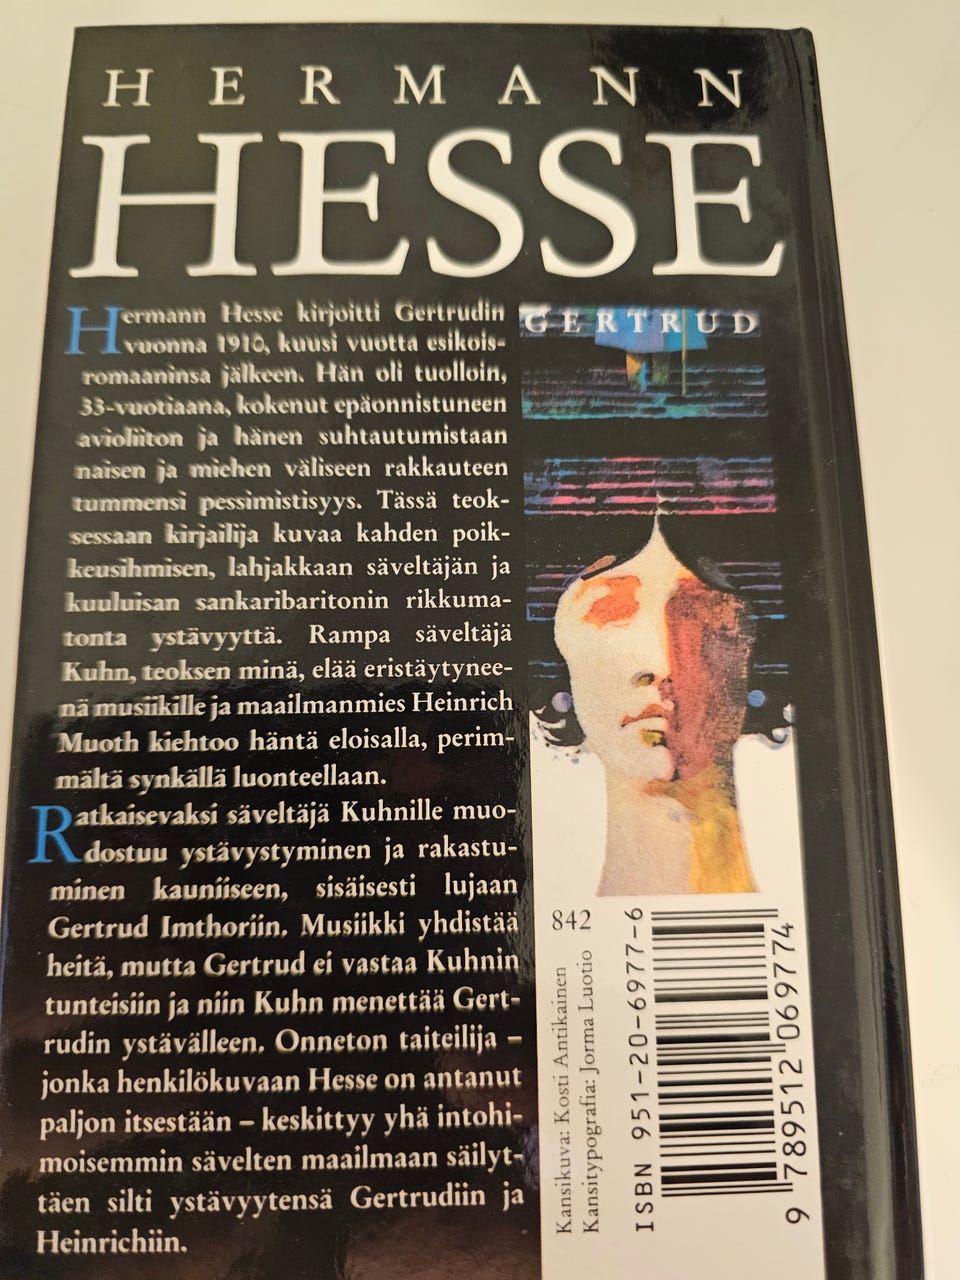 HERMANN
HESSE
Hermann Hesse kirjoitti Gertrudin
vuonna 1910, kuusi vuotta esikois-
romaaninsa jälkeen. Hän oli tuolloin,
33-vuotiaana, kokenut epäonnistuneen
avioliiton ja hänen suhtautumistaan
naisen ja miehen väliseen rakkauteen
tummensi pessimistisyys. Tässä teok-
sessaan kirjailija kuvaa kahden poik-
keusihmisen, lahjakkaan säveltäjän ja
kuuluisan sankaribaritonin rikkuma-
tonta ystävyyttä. Rampa säveltäjä
Kuhn, teoksen minä, elää eristäytynee-
nä musiikille ja maailmanmies Heinrich
Muoth kiehtoo häntä eloisalla, perim-
mältä synkällä luonteellaan.
Ratkaisevaksi säveltäjä Kuhnille muo-
dostuu ystävystyminen ja rakastu-
minen kauniiseen, sisäisesti lujaan
Gertrud Imthoriin. Musiikki yhdistää
heitä, mutta Gertrud ei vastaa Kuhnin
tunteisiin ja niin Kuhn menettää Gert-
rudin ystävälleen. Onneton taiteilija –
jonka henkilökuvaan Hesse on antanut
paljon itsestään – keskittyy yhä intohi-
moisemmin sävelten maailmaan säilyt-
täen silti ystävyytensä Gertrudiin ja
Heinrichiin.
GERTRUD
842
Kansikuva: Kosti Antikainen
Kansitypografia: Jorma Luotio
ISBN 951-20-6977-6
9 789512 069774